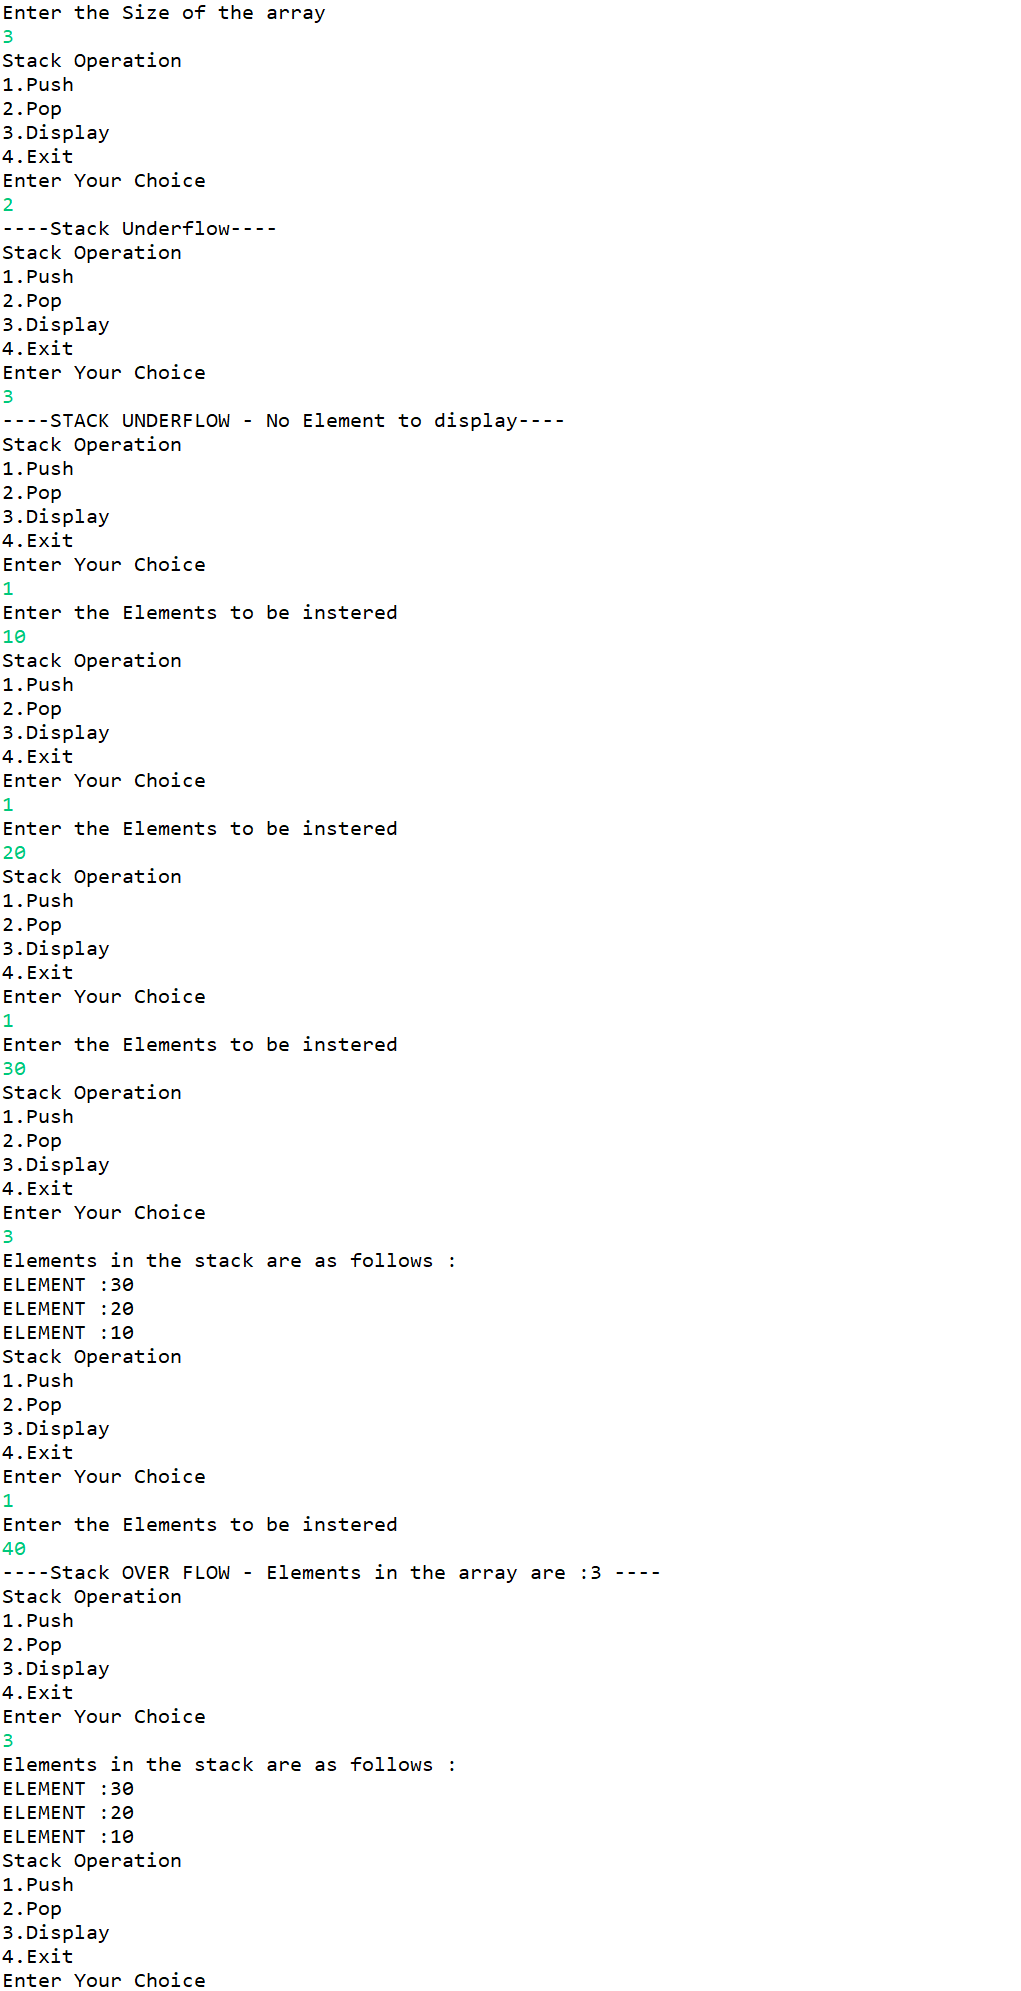 Enter the Size of the array
3
Stack Operation
1.Push
2.Pop
3.Display
4.Exit
Enter Your Choice
2
----Stack Underflow----
Stack Operation
1.Push
2.Pop
3.Display
4.Exit
Enter Your Choice
3
----STACK UNDERFLOW - No Element to display----
Stack Operation
1.Push
2.Pop
3.Display
4.Exit
Enter Your Choice
1
Enter the Elements to be instered
10
Stack Operation
1.Push
2.Pop
3.Display
4.Exit
Enter Your Choice
1
Enter the Elements to be instered
20
Stack Operation
1.Push
2.Pop
3.Display
4.Exit
Enter Your Choice
1
Enter the Elements to be instered
30
Stack Operation
1.Push
2.Pop
3.Display
4.Exit
Enter Your Choice
3
Elements in the stack are as follows :
ELEMENT :30
ELEMENT :20
ELEMENT :10
Stack Operation
1.Push
2.Pop
3.Display
4.Exit
Enter Your Choice
1
Enter the Elements to be instered
40
----Stack OVER FLOW - Elements in the array are :3 ----
Stack Operation
1.Push
2.Pop
3.Display
4.Exit
Enter Your Choice
3
Elements in the stack are as follows :
ELEMENT :30
ELEMENT :20
ELEMENT :10
Stack Operation
1.Push
2.Pop
3.Display
4.Exit
Enter Your Choice